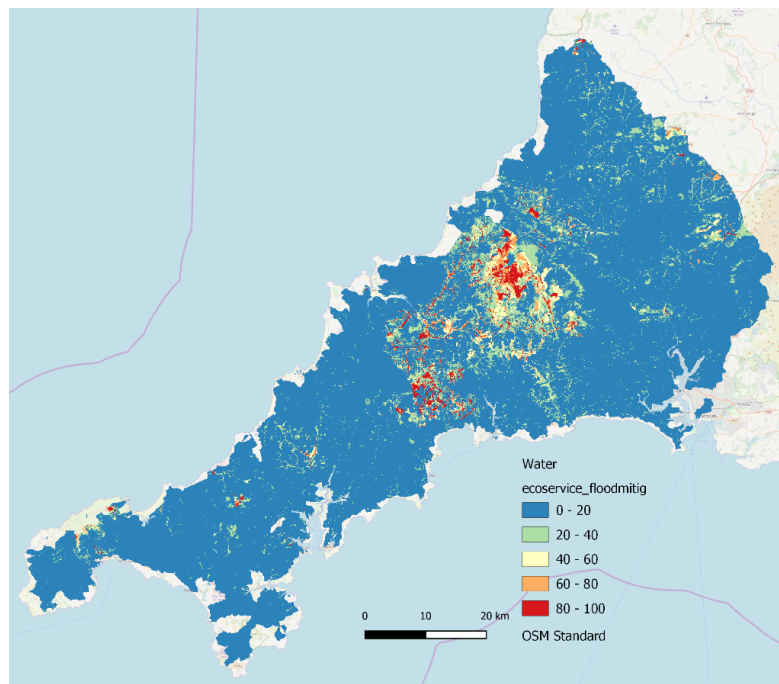 Water
ecoservice_floodmitig
0 - 20
20 - 40
40 - 60
60 - 80
80 - 100
OSM Standard
0 10 20 km